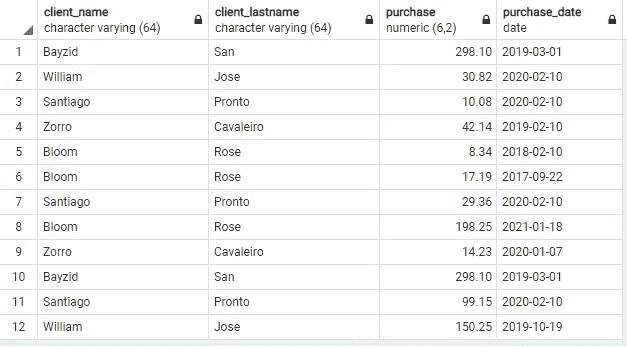 client_name client_lastname purchase purchase_date
character varying (64) character varying (64) numeric (6,2) date
1 Bayzid San 298.10 2019-03-01
2 William Jose 30.82 2020-02-10
3 Santiago Pronto 10.08 2020-02-10
4 Zorro Cavaleiro 42.14 2019-02-10
5 Bloom Rose 8.34 2018-02-10
6 Bloom Rose 17.19 2017-09-22
7 Santiago Pronto 29.36 2020-02-10
8 Bloom Rose 198.25 2021-01-18
9 Zorro Cavaleiro 14.23 2020-01-07
10 Bayzid San 298.10 2019-03-01
11 Santiago Pronto 99.15 2020-02-10
12 William Jose 150.25 2019-10-19